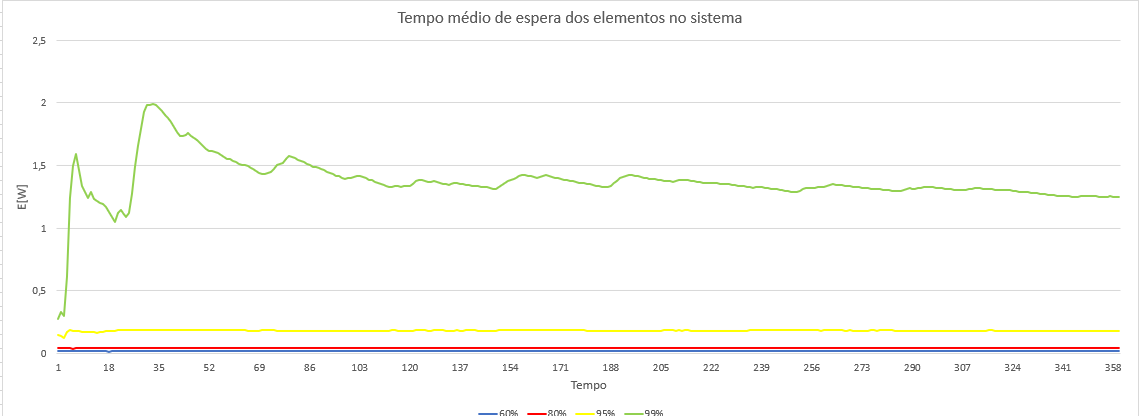 Tempo médio de espera dos elementos no sistema
2,5
2
1,5
1
0,5
0
E[W]
1 18 35 52 69 86 103 120 137 154 171 188 205 222 239 256 273 290 307 324 341 358
Tempo
60% 80% 95% 99%